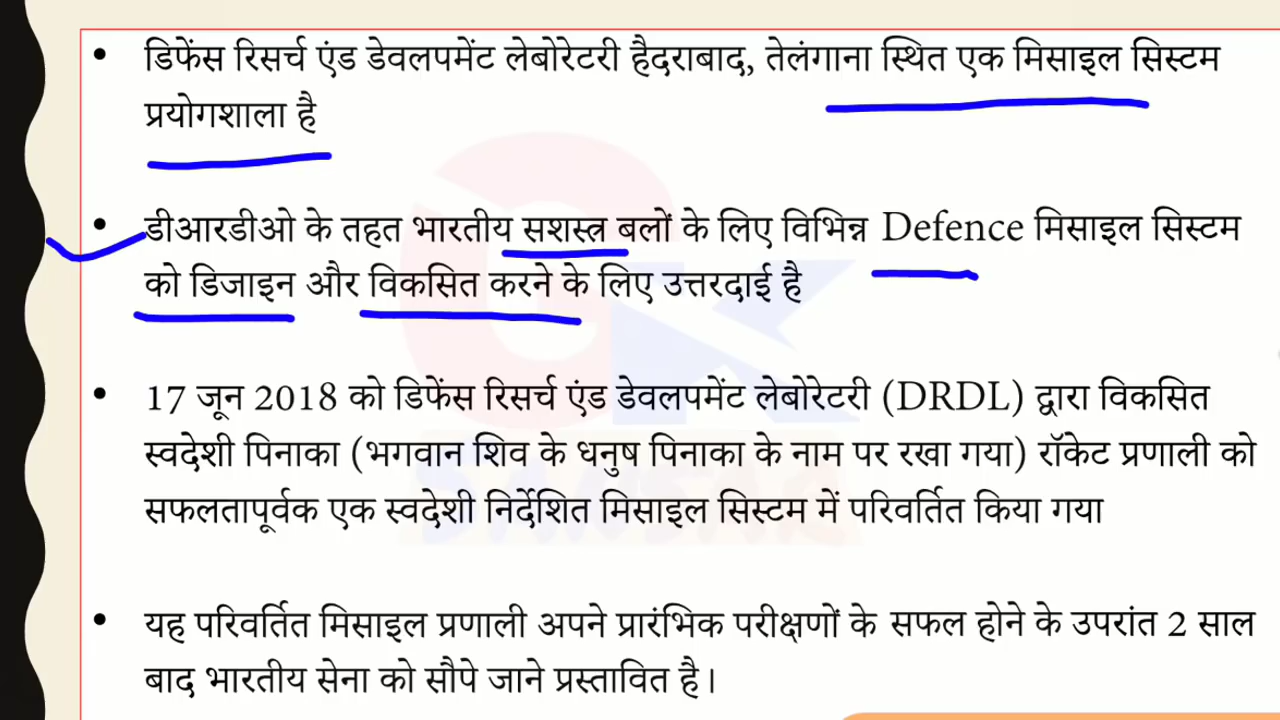 • डिफेंस रिसर्च एंड डेवलपमेंट लेबोरेटरी हैदराबाद, तेलंगाना स्थित एक मिसाइल सिस्टम
प्रयोगशाला है
• डीआरडीओ के तहत भारतीय सशस्त्र बलों के लिए विभिन्न Defence मिसाइल सिस्टम
को डिजाइन और विकसित करने के लिए उत्तरदाई है
• 17 जून 2018 को डिफेंस रिसर्च एंड डेवलपमेंट लेबोरेटरी (DRDL) द्वारा विकसित
स्वदेशी पिनाका (भगवान शिव के धनुष पिनाका के नाम पर रखा गया) रॉकेट प्रणाली को
सफलतापूर्वक एक स्वदेशी निर्देशित मिसाइल सिस्टम में परिवर्तित किया गया
• यह परिवर्तित मिसाइल प्रणाली अपने प्रारंभिक परीक्षणों के सफल होने के उपरांत 2 साल
बाद भारतीय सेना को सौपे जाने प्रस्तावित है।